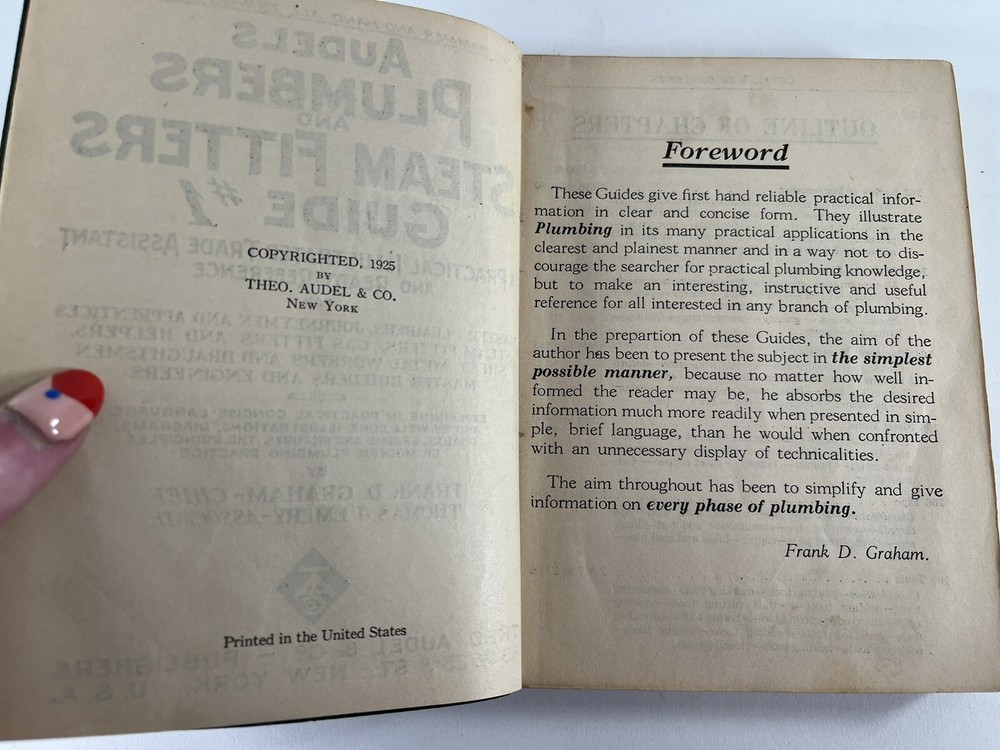 COPYRIGHTED, 1925
BY
THEO. AUDEL & CO.
New York
Printed in the United States
Foreword
These Guides give first hand reliable practical infor-
mation in clear and concise form. They illustrate
Plumbing in its many practical applications in the
clearest and plainest manner and in a way not to dis-
courage the searcher for practical plumbing knowledge,
but to make an interesting, instructive and useful
reference for all interested in any branch of plumbing.
In the prepartion of these Guides, the aim of the
author has been to present the subject in the simplest
possible manner, because no matter how well in-
formed the reader may be, he absorbs the desired
information much more readily when presented in sim-
ple, brief language, than he would when confronted
with an unnecessary display of technicalities.
The aim throughout has been to simplify and give
information on every phase of plumbing.
Frank D. Graham.